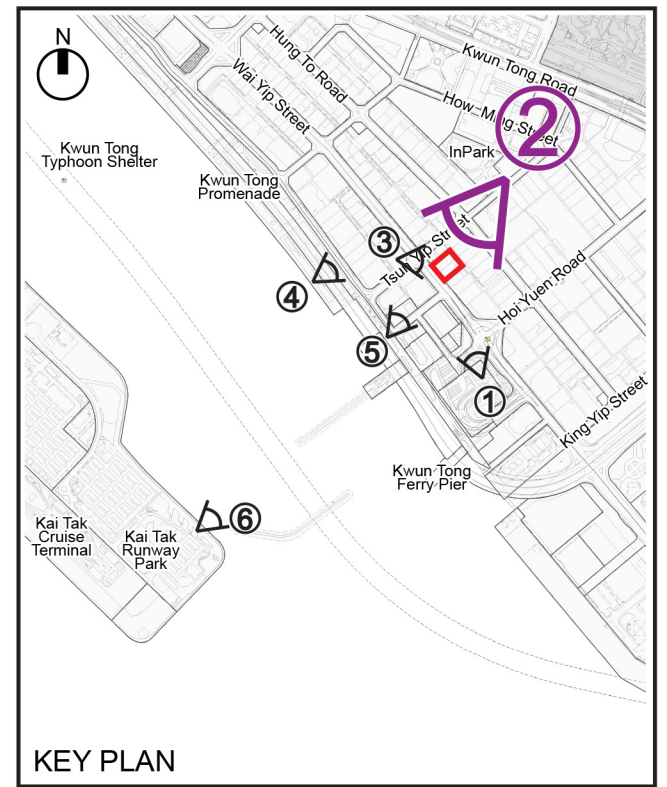 N
Kwun Tong Road
Hung To Road
How Ming Street
Wai Yip Street
②
InPark
Kwun Tong
Typhoon Shelter
Kwun Tong
Promenade
③
Tsun Yip Street
④
Hoi Yuen Road
⑤
①
King Yip Street
Kwun Tong
Ferry Pier
⑥
Kai Tak
Cruise
Terminal
Kai Tak
Runway
Park
KEY PLAN